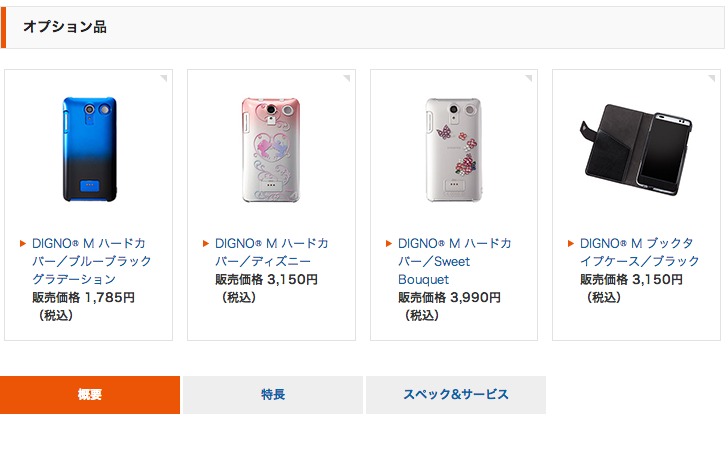 オプション品
DIGNO® M ハードカ
バー／ブルーブラック
グラデーション
販売価格 1,785円
（税込）
DIGNO® M ハードカ
バー／ディズニー
販売価格 3,150円
（税込）
DIGNO® M ハードカ
バー／Sweet
Bouquet
販売価格 3,990円
（税込）
DIGNO® M ブックタ
イプケース／ブラック
販売価格 3,150円
（税込）
概要
特長
スペック&サービス